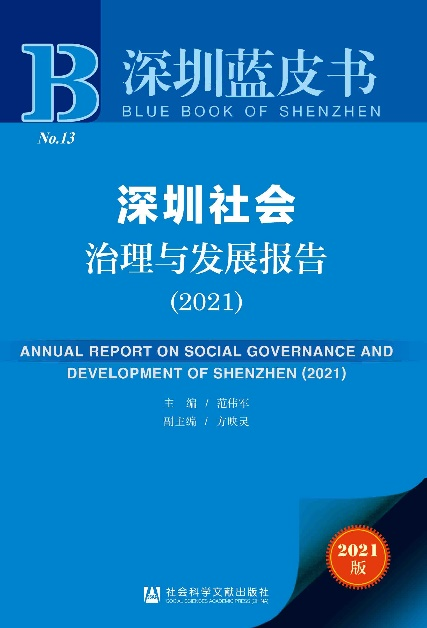 B
深圳蓝皮书
BLUE BOOK OF SHENZHEN
No.13
深圳社会
治理与发展报告
(2021)
ANNUAL REPORT ON SOCIAL GOVERNANCE AND
DEVELOPMENT OF SHENZHEN (2021)
主 编 / 范伟军
副主编 / 方映灵
2021
版
社会科学文献出版社
SOCIAL SCIENCES ACADEMIC PRESS (CHINA)